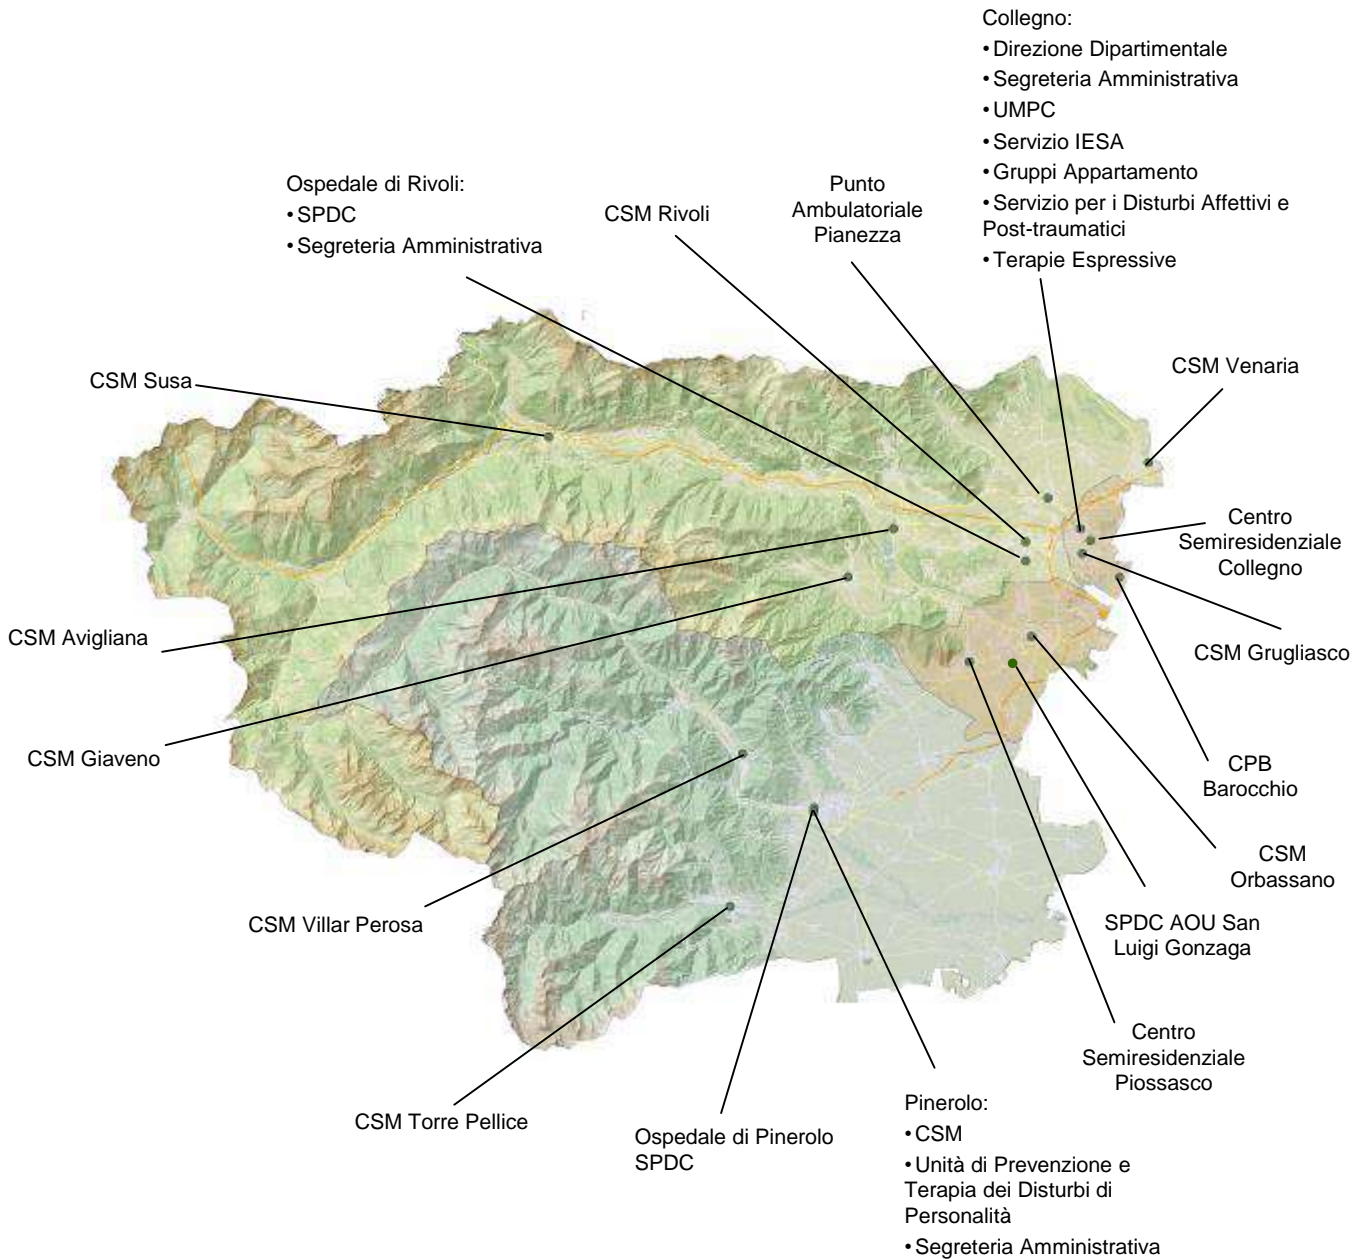 Collegno:
•Direzione Dipartimentale
•Segreteria Amministrativa
•UMPC
•Servizio IESA
•Gruppi Appartamento
•Servizio per i Disturbi Affettivi e
Post-traumatici
•Terapie Espressive
Ospedale di Rivoli:
•SPDC
•Segreteria Amministrativa
CSM Rivoli
Punto
Ambulatoriale
Pianezza
CSM Susa
CSM Venaria
Centro
Semiresidenziale
Collegno
CSM Avigliana
CSM Grugliasco
CSM Giaveno
CPB
Barocchio
CSM
Orbassano
CSM Villar Perosa
SPDC AOU San
Luigi Gonzaga
Centro
Semiresidenziale
Piossasco
CSM Torre Pellice
Ospedale di Pinerolo
SPDC
Pinerolo:
•CSM
•Unità di Prevenzione e
Terapia dei Disturbi di
Personalità
•Segreteria Amministrativa